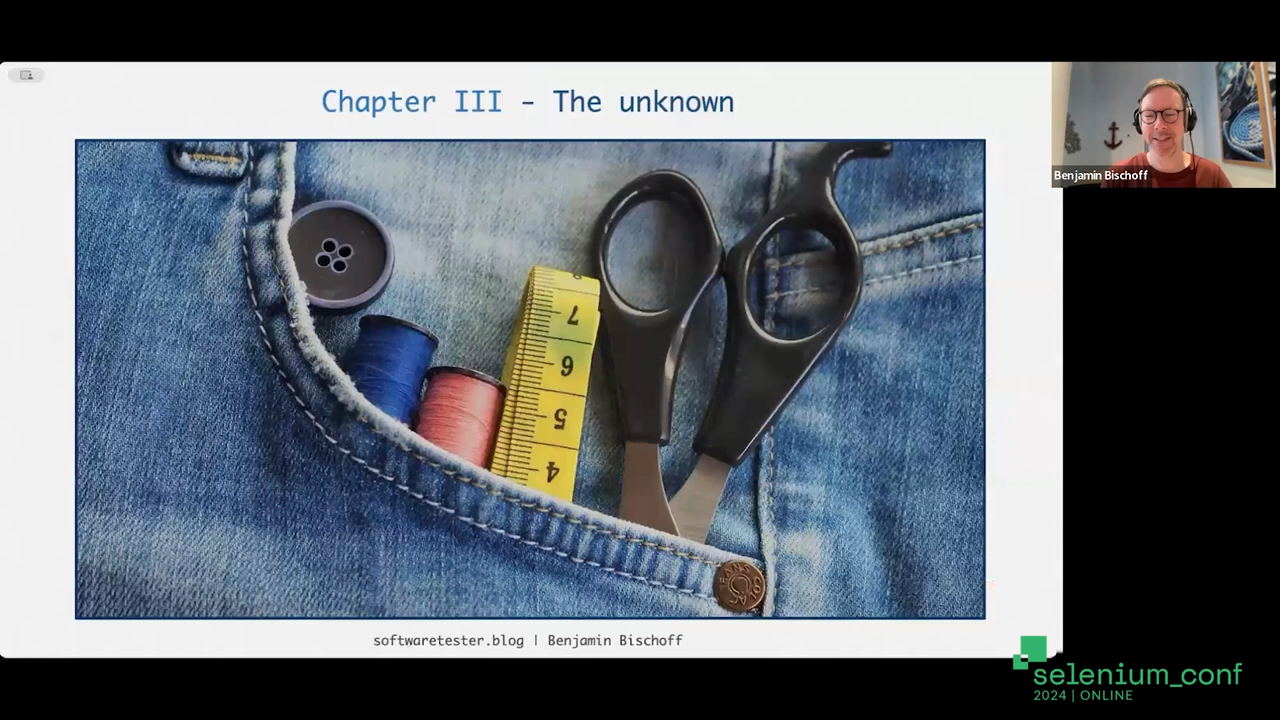 Chapter III - The unknown
Benjamin Bischoff
7
6
5
4
softwaretester.blog | Benjamin Bischoff
selenium_conf
2024 | ONLINE